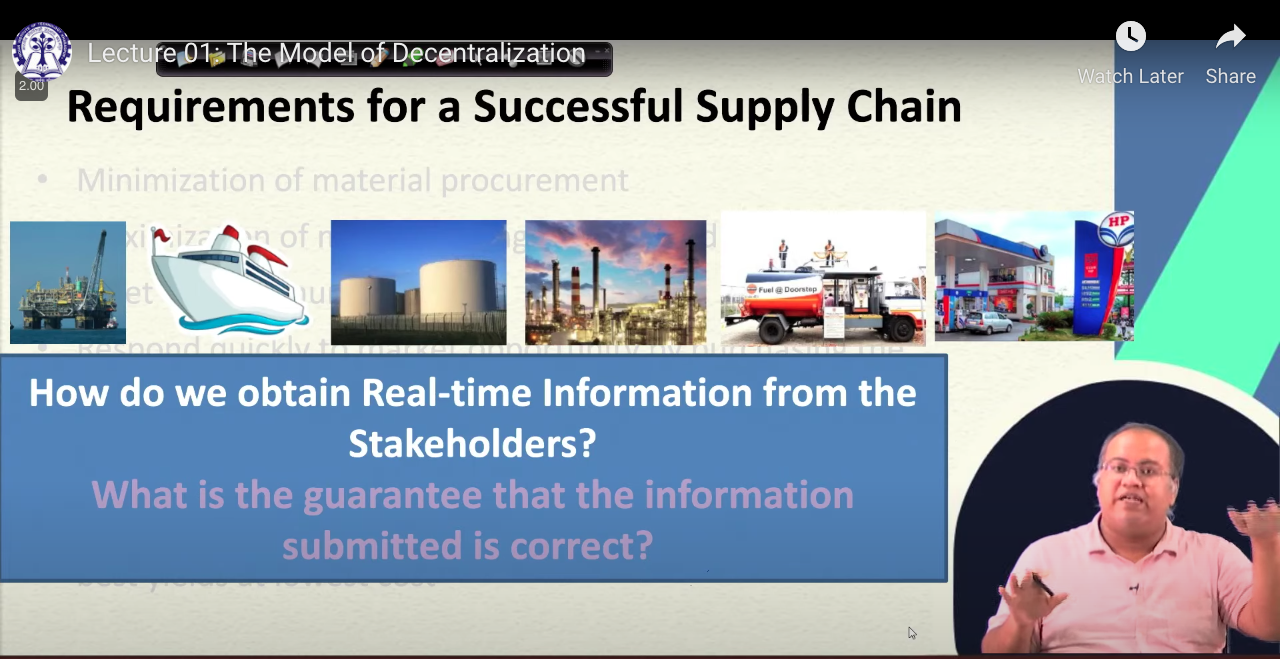 Lecture 01: The Model of Decentralization
Watch Later
Share
2.00
Requirements for a Successful Supply Chain
• Minimization of material procurement
Fuel @ Doorstep
HP
Respond quickly to market opportunity by purchasing the
How do we obtain Real-time Information from the
Stakeholders?
What is the guarantee that the information
submitted is correct?
best yields at lowest cost